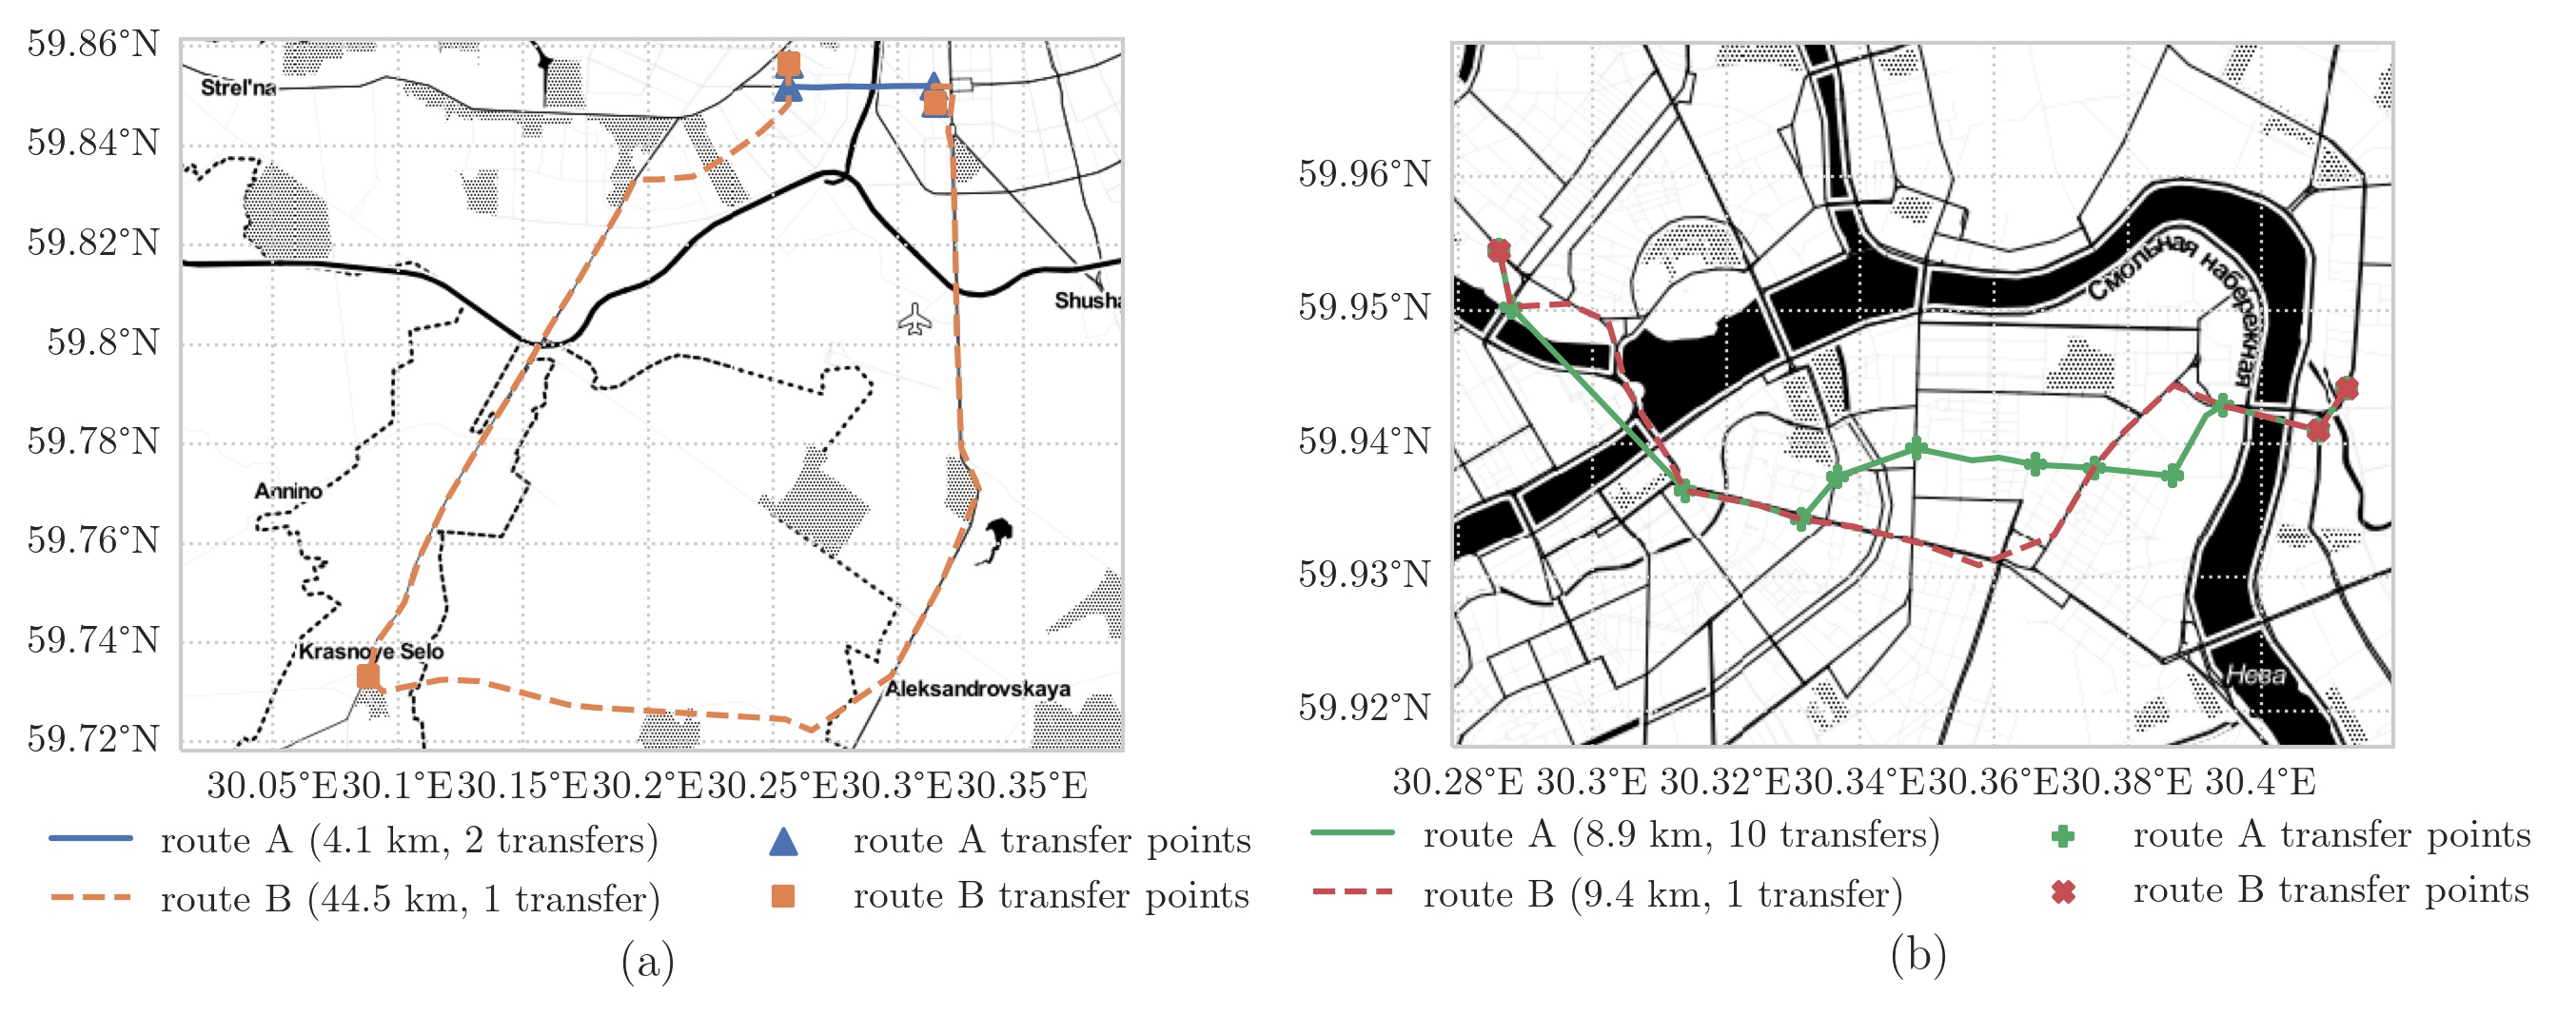 59.86°N
59.84°N
59.82°N
59.8°N
59.78°N
59.76°N
59.74°N
59.72°N
Strel'na
Shusha
Annino
Krasnoye Selo
Aleksandrovskaya
30.05°E 30.1°E 30.15°E 30.2°E 30.25°E 30.3°E 30.35°E
route A (4.1 km, 2 transfers)
route B (44.5 km, 1 transfer)
route A transfer points
route B transfer points
(a)
59.96°N
59.95°N
59.94°N
59.93°N
59.92°N
Смольная набережная
Нева
30.28°E 30.3°E 30.32°E 30.34°E 30.36°E 30.38°E 30.4°E
route A (8.9 km, 10 transfers)
route B (9.4 km, 1 transfer)
route A transfer points
route B transfer points
(b)